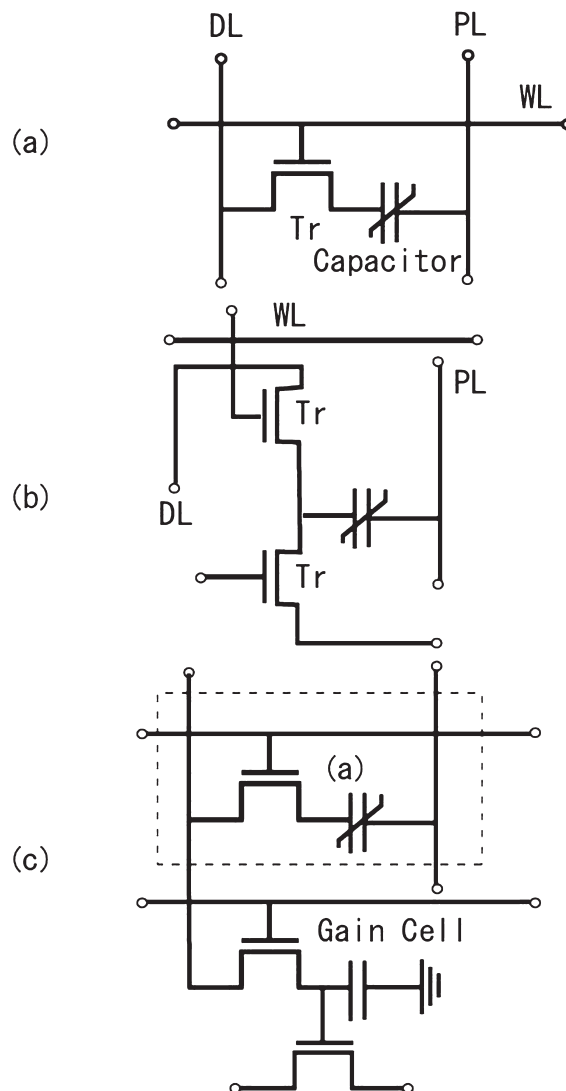 DL PL
WL
(a)
Tr
Capacitor
WL
PL
Tr
(b)
DL
Tr
(a)
(c)
Gain Cell